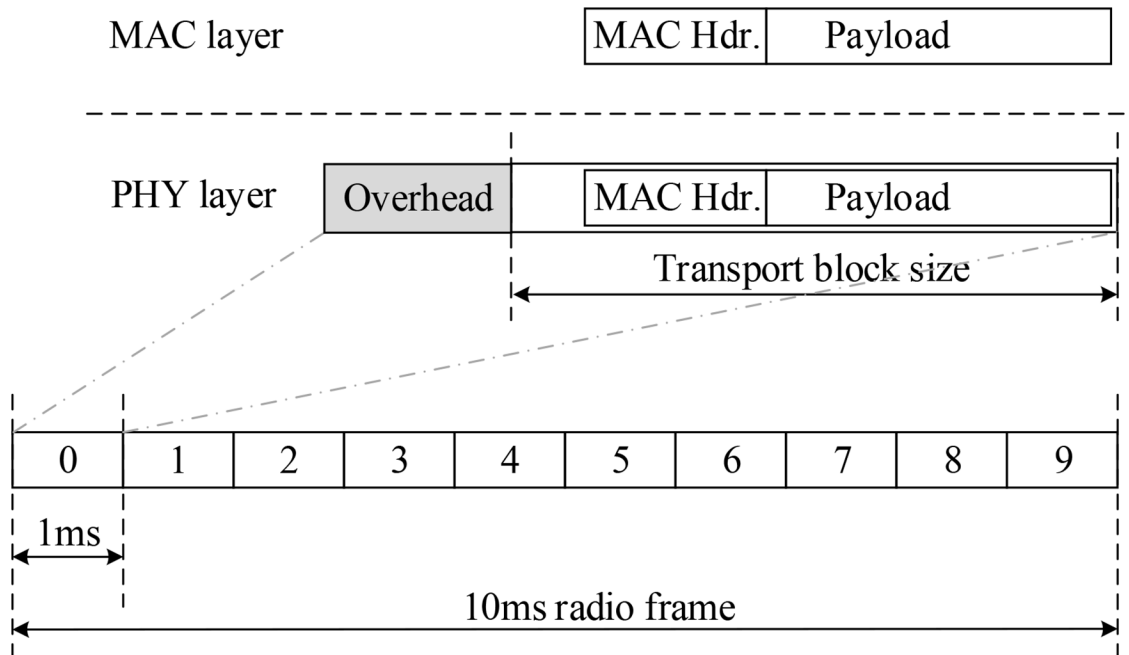 MAC layer MAC Hdr. Payload
PHY layer Overhead MAC Hdr. Payload
Transport block size
0 1 2 3 4 5 6 7 8 9
1ms
10ms radio frame